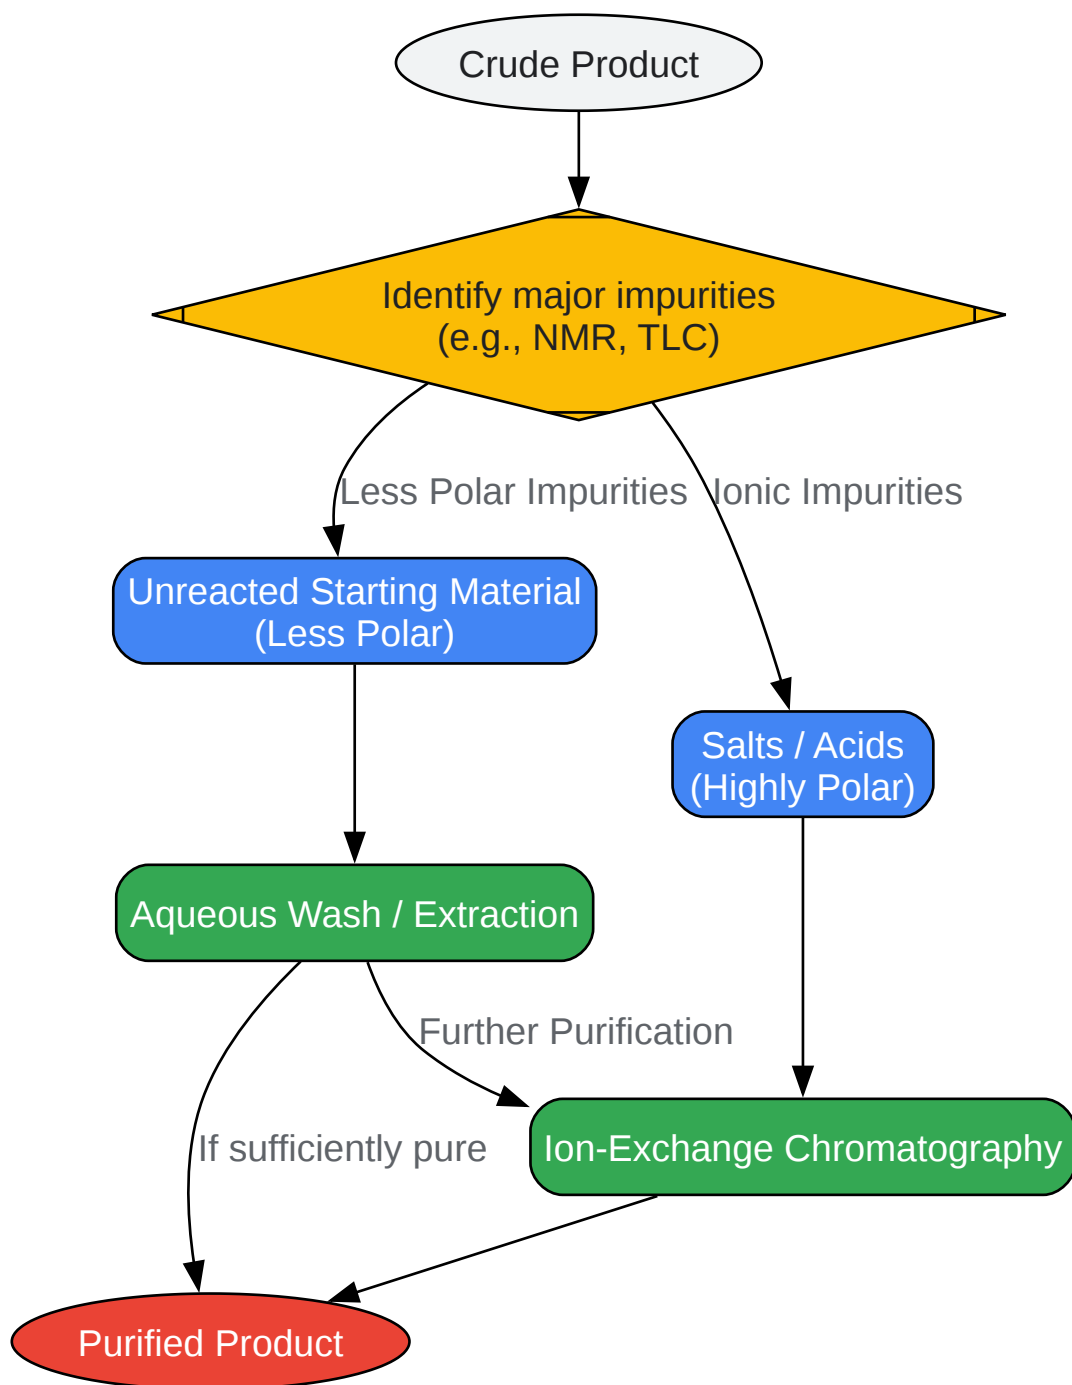 Crude Product
Identify major impurities
(e.g., NMR, TLC)
Less Polar Impurities
Ionic Impurities
Unreacted Starting Material
(Less Polar)
Salts / Acids
(Highly Polar)
Aqueous Wash / Extraction
Further Purification
If sufficiently pure
Ion-Exchange Chromatography
Purified Product